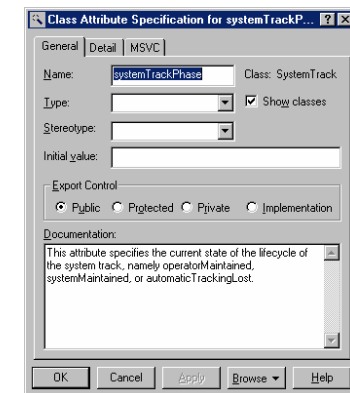 Class Attribute Specification for systemTrackP...
General Detail MSVC
Name: systemTrackPhase Class: SystemTrack
Type: Show classes
Stereotype:
Initial value:
Export Control
Public Protected Private Implementation
Documentation:
This attribute specifies the current state of the lifecycle of
the system track, namely operatorMaintained,
systemMaintained, or automaticTrackingLost.
OK Cancel Apply Browse Help